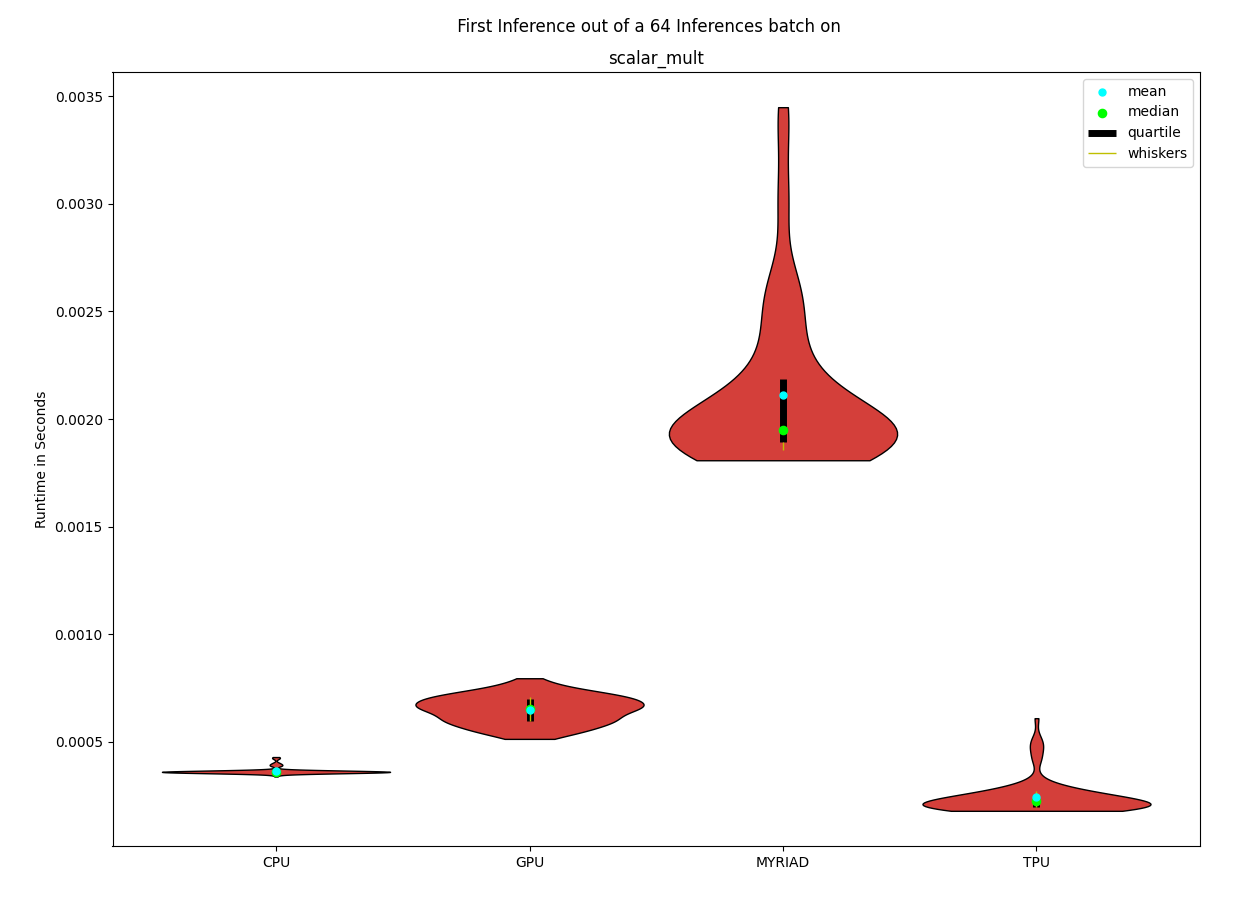 First Inference out of a 64 Inferences batch on
scalar_mult
mean
median
quartile
whiskers
Runtime in Seconds
0.0035
0.0030
0.0025
0.0020
0.0015
0.0010
0.0005
CPU
GPU
MYRIAD
TPU